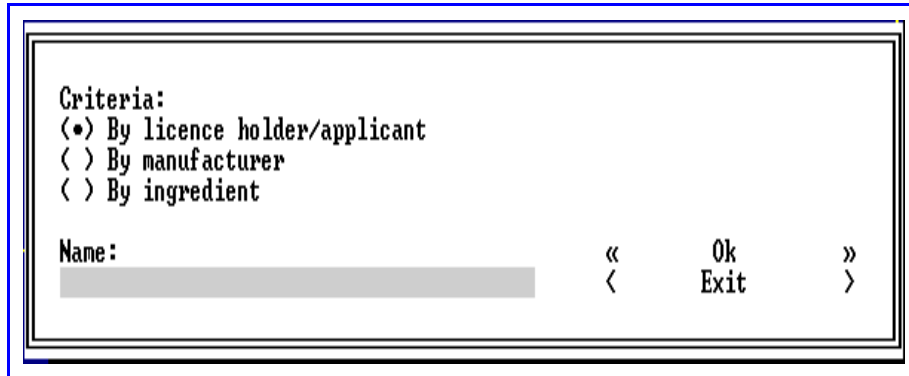 Criteria:
(•) By licence holder/applicant
( ) By manufacturer
( ) By ingredient
Name: « Ok »
< Exit >